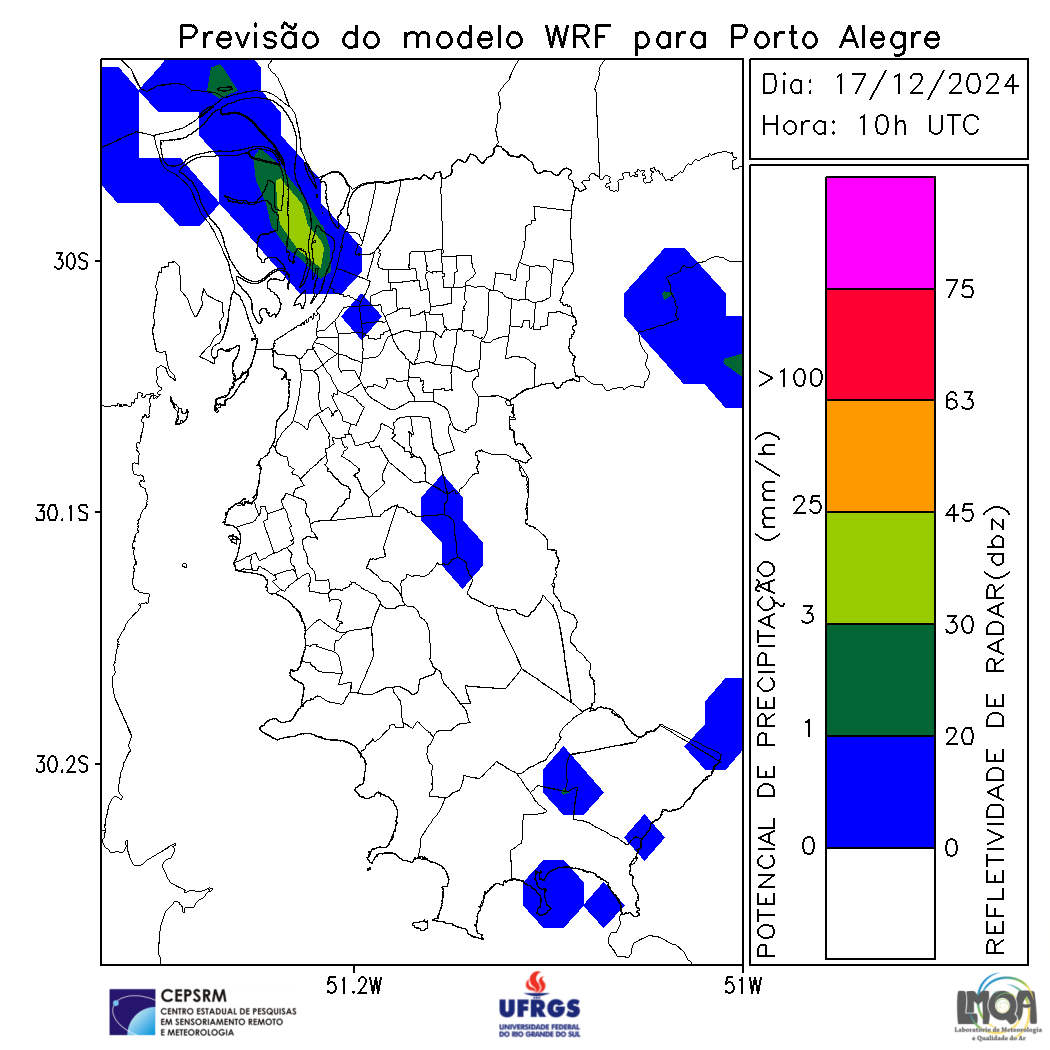 Previsão do modelo WRF para Porto Alegre
Dia: 17/12/2024
Hora: 10h UTC
30S
30.1S
30.2S
51.2W
51W
POTENCIAL DE PRECIPITAÇÃO (mm/h)
>100
25
3
1
0
75
63
45
30
20
0
REFLETIVIDADE DE RADAR(dbz)
CEPSRM
CENTRO ESTADUAL DE PESQUISAS
EM SENSORIAMENTO REMOTO
E METEOROLOGIA
UFRGS
UNIVERSIDADE FEDERAL
DO RIO GRANDE DO SUL
LMQA
Laboratório de Meteorologia
e Qualidade do Ar